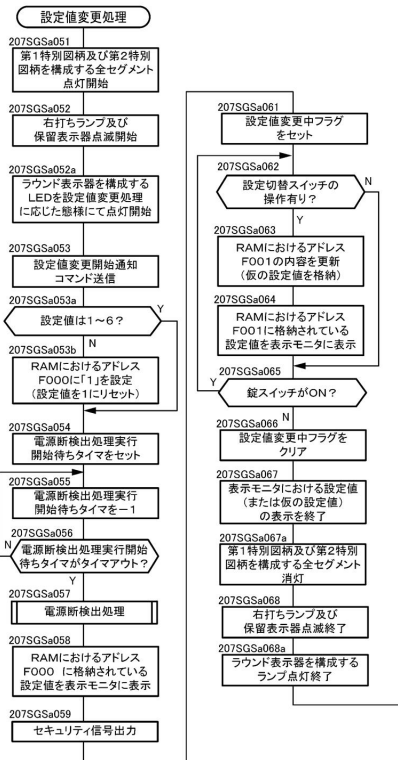 設定値変更処理
207SGSa051
第1特別図柄及び第2特別
図柄を構成する全セグメント
点灯開始
207SGSa052
右打ちランプ及び
保留表示器点滅開始
207SGSa052a
ラウンド表示器を構成する
LEDを設定値変更処理
に応じた態様にて点灯開始
207SGSa053
設定値変更開始通知
コマンド送信
207SGSa053a
設定値は1～6?
Y
N
207SGSa053b
RAMにおけるアドレス
F000に「1」を設定
(設定値を1にリセット)
207SGSa054
電源断検出処理実行
開始待ちタイマをセット
207SGSa055
電源断検出処理実行
開始待ちタイマを－1
207SGSa056
N
電源断検出処理実行開始
待ちタイマがタイムアウト?
Y
207SGSa057
電源断検出処理
207SGSa058
RAMにおけるアドレス
F000 に格納されている
設定値を表示モニタに表示
207SGSa059
セキュリティ信号出力
207SGSa061
設定値変更中フラグ
をセット
207SGSa062
設定切替スイッチの
操作有り?
N
Y
207SGSa063
RAMにおけるアドレス
F001の内容を更新
(仮の設定値を格納)
207SGSa064
RAMにおけるアドレス
F001に格納されている
設定値を表示モニタに表示
207SGSa065
Y
錠スイッチがON?
N
207SGSa066
設定値変更中フラグを
クリア
207SGSa067
表示モニタにおける設定値
(または仮の設定値)
の表示を終了
207SGSa067a
第1特別図柄及び第2特別
図柄を構成する全セグメント
消灯
207SGSa068
右打ちランプ及び
保留表示器点滅終了
207SGSa068a
ラウンド表示器を構成する
ランプ点灯終了